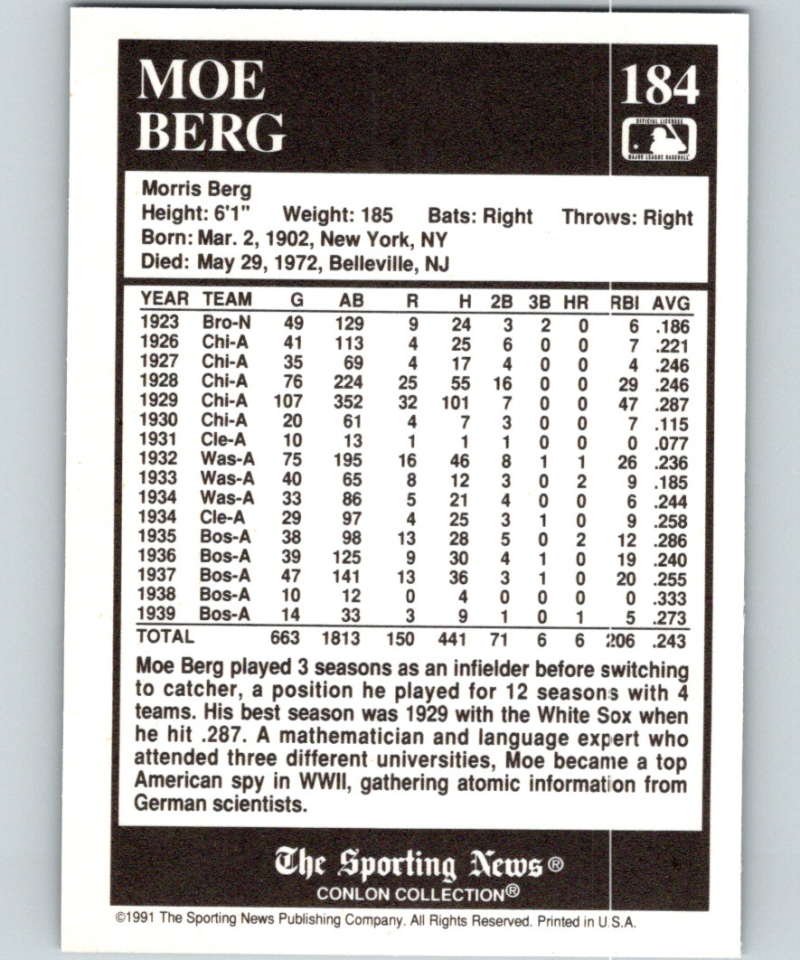 MOE
BERG
184
OFFICIAL LICENSEE
MAJOR LEAGUE BASEBALL
Morris Berg
Height: 6'1" Weight: 185 Bats: Right Throws: Right
Born: Mar. 2, 1902, New York, NY
Died: May 29, 1972, Belleville, NJ
YEAR TEAM G AB R H 2B 3B HR RBI AVG
1923 Bro-N 49 129 9 24 3 2 0 6 .186
1926 Chi-A 41 113 4 25 6 0 0 7 .221
1927 Chi-A 35 69 4 17 4 0 0 4 .246
1928 Chi-A 76 224 25 55 16 0 0 29 .246
1929 Chi-A 107 352 32 101 7 0 0 47 .287
1930 Chi-A 20 61 4 7 3 0 0 7 .115
1931 Cle-A 10 13 1 1 1 0 0 0 .077
1932 Was-A 75 195 16 46 8 1 1 26 .236
1933 Was-A 40 65 8 12 3 0 2 9 .185
1934 Was-A 33 86 5 21 4 0 0 6 .244
1934 Cle-A 29 97 4 25 3 1 0 9 .258
1935 Bos-A 38 98 13 28 5 0 2 12 .286
1936 Bos-A 39 125 9 30 4 1 0 19 .240
1937 Bos-A 47 141 13 36 3 1 0 20 .255
1938 Bos-A 10 12 0 4 0 0 0 0 .333
1939 Bos-A 14 33 3 9 1 0 1 5 .273
TOTAL 663 1813 150 441 71 6 6 206 .243
Moe Berg played 3 seasons as an infielder before switching
to catcher, a position he played for 12 seasons with 4
teams. His best season was 1929 with the White Sox when
he hit .287. A mathematician and language expert who
attended three different universities, Moe became a top
American spy in WWII, gathering atomic information from
German scientists.
The Sporting News®
CONLON COLLECTION®
©1991 The Sporting News Publishing Company. All Rights Reserved. Printed in U.S.A.